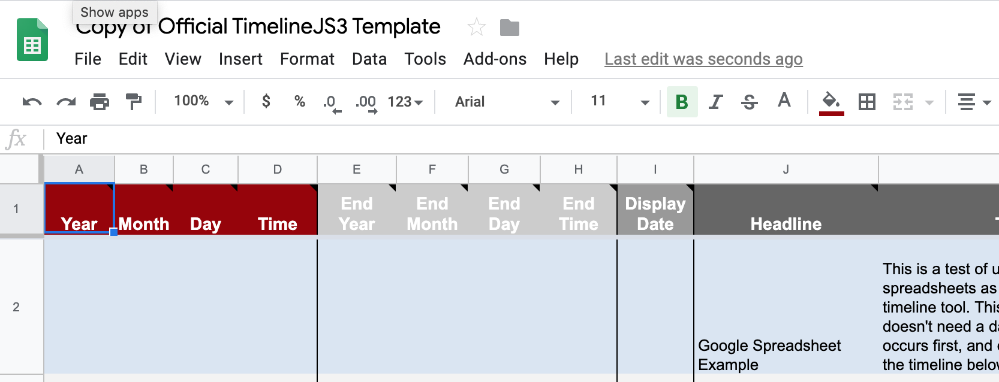 Show apps
Copy of Official TimelineJS3 Template
File Edit View Insert Format Data Tools Add-ons Help Last edit was seconds ago
100% $ % .0 .00 123 Arial 11 B I S A
fx Year
A B C D E F G H I J
1 Year Month Day Time End Year End Month End Day End Time Display Date Headline
2 Google Spreadsheet Example
This is a test of
spreadsheets as
timeline tool.
doesn't need a
occurs first, and
the timeline